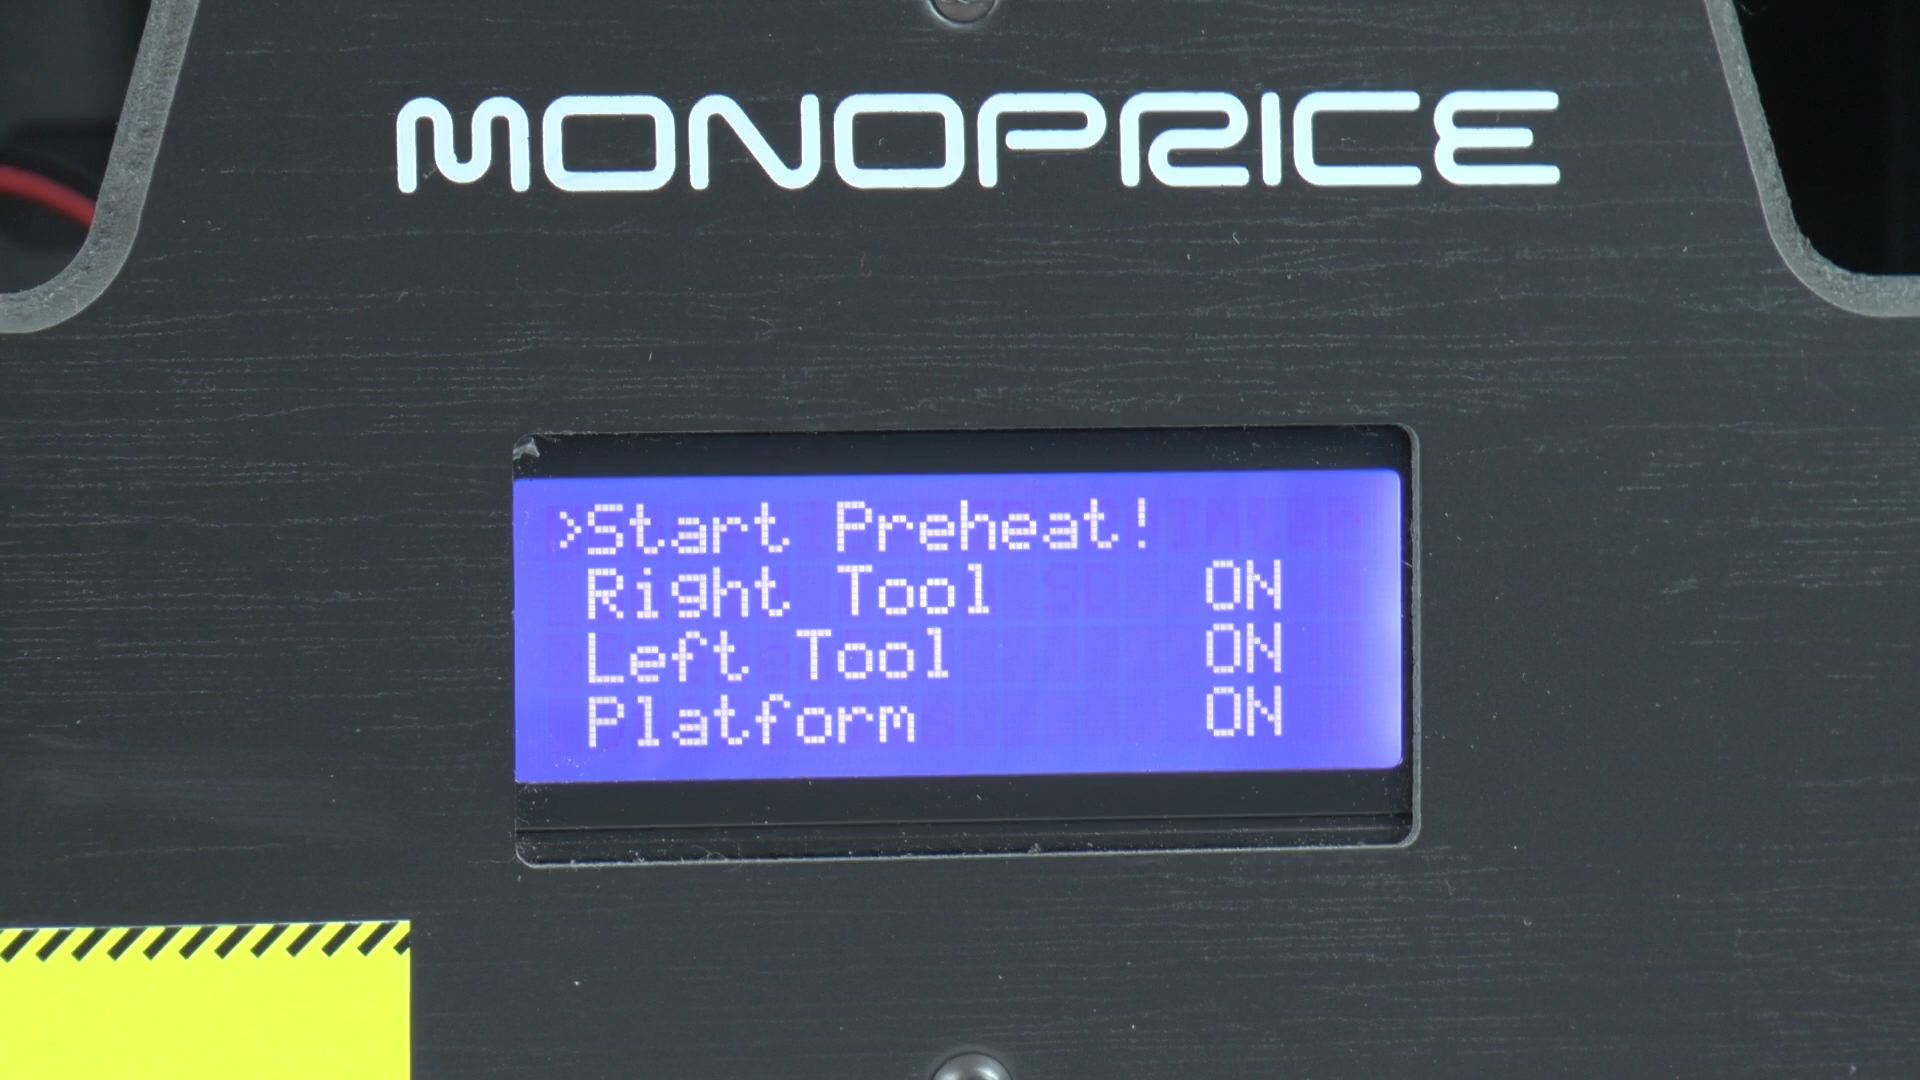 MONOPRICE
>Start Preheat!
Right Tool ON
Left Tool ON
Platform ON